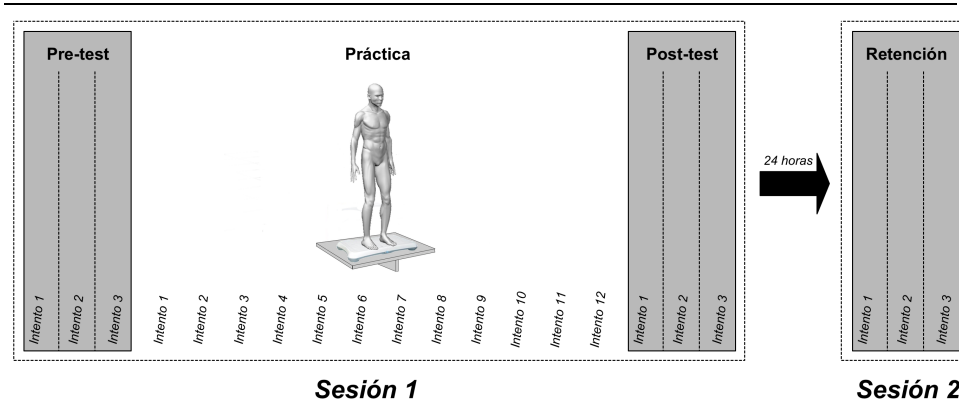 Pre-test
Práctica
Post-test
Retención
24 horas
Intento 1
Intento 2
Intento 3
Intento 1
Intento 2
Intento 3
Intento 4
Intento 5
Intento 6
Intento 7
Intento 8
Intento 9
Intento 10
Intento 11
Intento 12
Intento 1
Intento 2
Intento 3
Intento 1
Intento 2
Intento 3
Sesión 1
Sesión 2